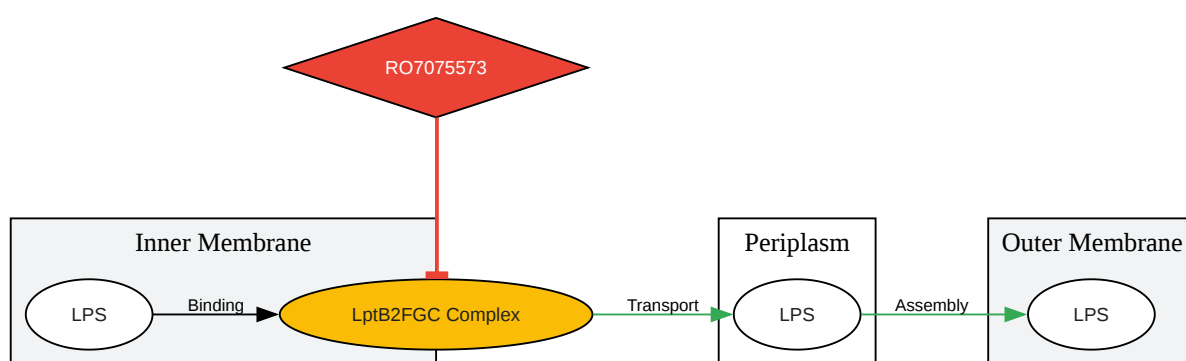 RO7075573
Inner Membrane
Periplasm
Outer Membrane
LPS
Binding
LptB2FGC Complex
Transport
LPS
Assembly
LPS